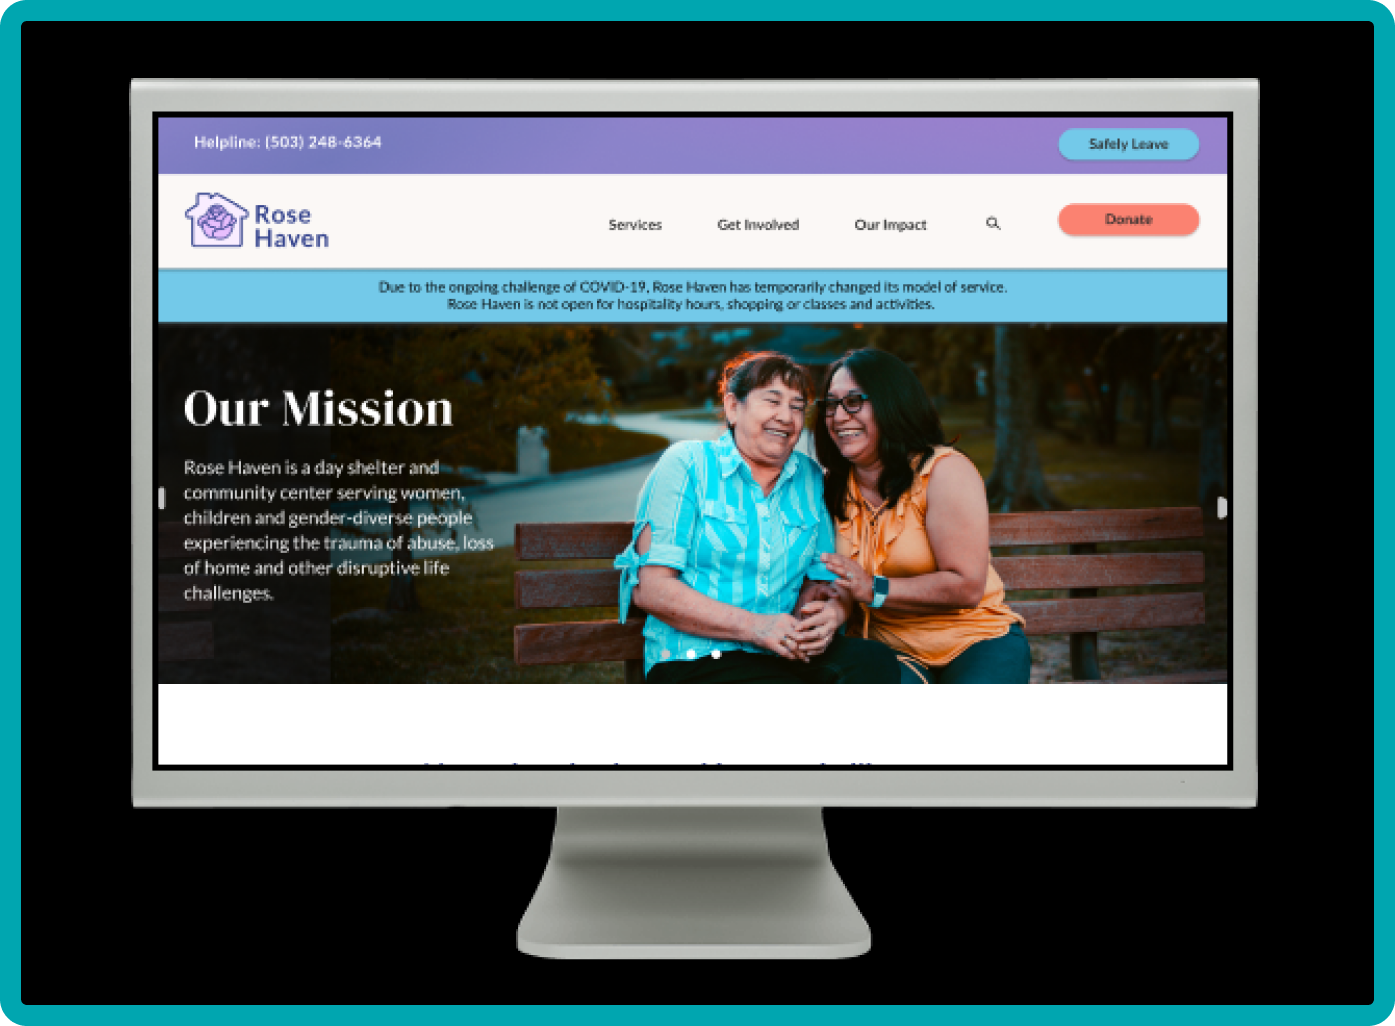 Helpline: (503) 248-6364
Safely Leave
Rose
Haven
Services
Get Involved
Our Impact
Donate
Due to the ongoing challenge of COVID-19, Rose Haven has temporarily changed its model of service.
Rose Haven is not open for hospitality hours, shopping or classes and activities.
Our Mission
Rose Haven is a day shelter and
community center serving women,
children and gender-diverse people
experiencing the trauma of abuse, loss
of home and other disruptive life
challenges.